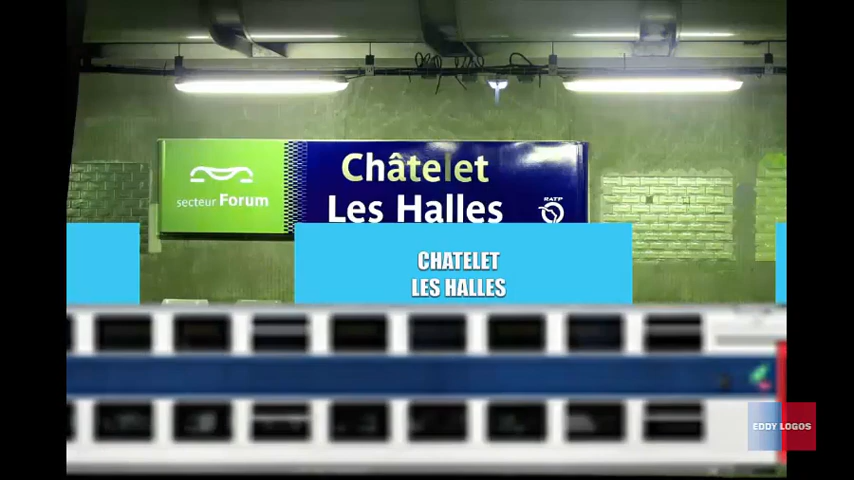 Châtelet
Les Halles
secteur Forum
RATP
CHATELET
LES HALLES
EDDY LOGOS